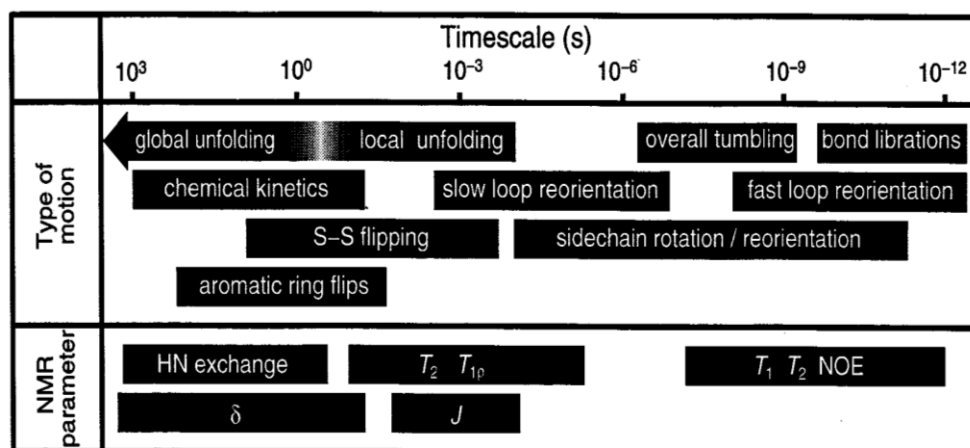 Timescale (s)
10³ 10⁰ 10⁻³ 10⁻⁶ 10⁻⁹ 10⁻¹²
Type of
motion
global unfolding local unfolding overall tumbling bond librations
chemical kinetics slow loop reorientation fast loop reorientation
S–S flipping sidechain rotation / reorientation
aromatic ring flips
NMR
parameter
HN exchange T₂ T₁ρ T₁ T₂ NOE
δ J